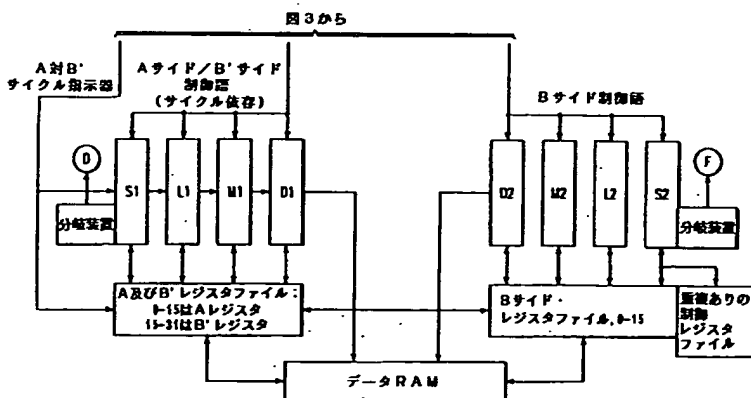 図3から
A対B'
サイクル指示器
Aサイド/B'サイド
制御語
(サイクル依存)
Bサイド制御語
D
S1
L1
M1
D1
D2
M2
L2
S2
F
分岐装置
分岐装置
A及びB'レジスタファイル:
0-15はAレジスタ
15-31はB'レジスタ
Bサイド・
レジスタファイル,0-15
重複ありの
制御
レジスタ
ファイル
データRAM